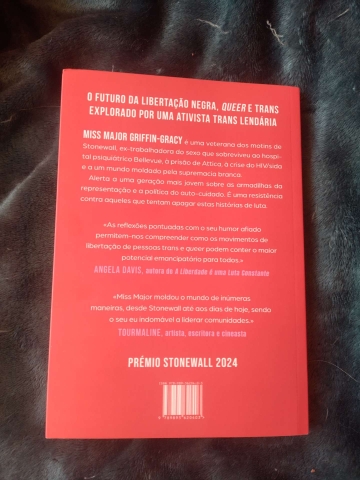 O FUTURO DA LIBERTAÇÃO NEGRA, QUEER E TRANS
EXPLORADO POR UMA ATIVISTA TRANS LENDÁRIA
MISS MAJOR GRIFFIN-GRACY é uma veterana dos motins de
Stonewall, ex-trabalhadora do sexo que sobreviveu ao hospi-
tal psiquiátrico Bellevue, à prisão de Attica, à crise do HIV/sida
e a um mundo moldado pela supremacia branca.
Alerta a uma geração mais jovem sobre as armadilhas da
representação e a política do auto-cuidado. É uma resistência
contra aqueles que tentam apagar estas histórias de luta.
«As reflexões pontuadas com o seu humor afiado
permitem-nos compreender como os movimentos de
libertação de pessoas trans e queer podem conter o maior
potencial emancipatório para todos.»
ANGELA DAVIS, autora de A Liberdade é uma Luta Constante
«Miss Major moldou o mundo de inúmeras
maneiras, desde Stonewall até aos dias de hoje, sendo
o seu eu indomável a liderar comunidades.»
TOURMALINE, artista, escritora e cineasta
PRÉMIO STONEWALL 2024